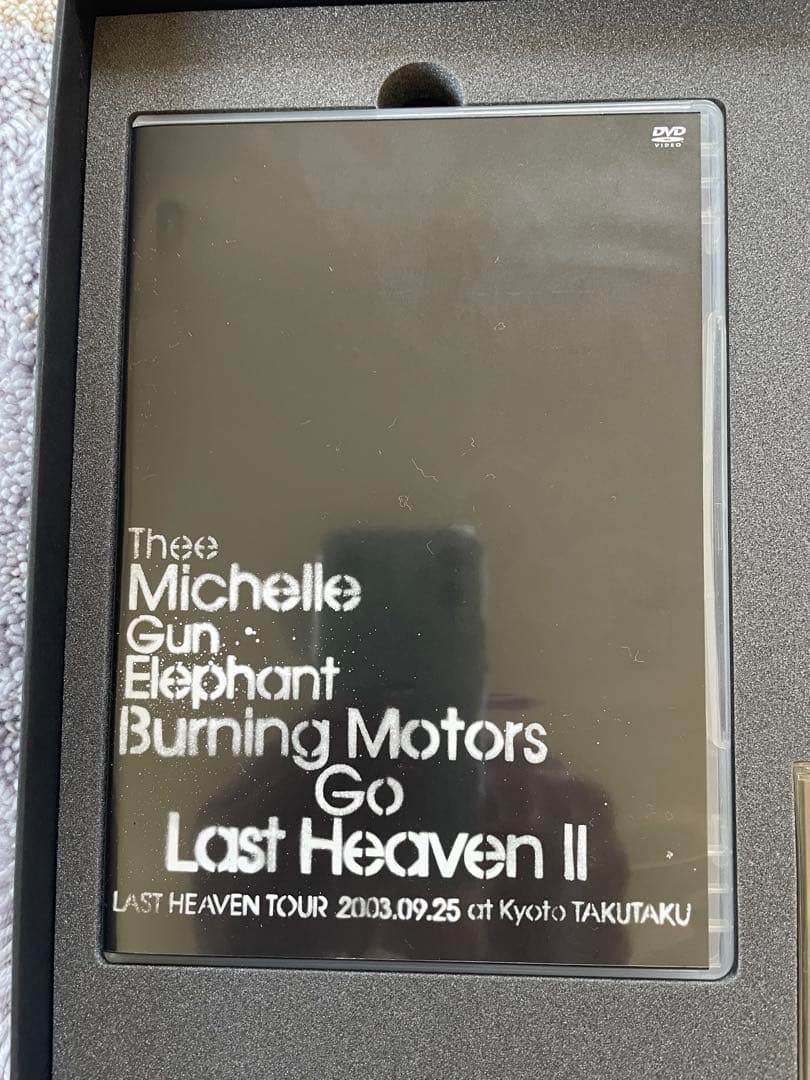 DVD
VIDEO
Thee
Michelle
Gun
Elephant
Burning Motors
Go
Last Heaven II
LAST HEAVEN TOUR 2003.09.25 at Kyoto TAKUTAKU